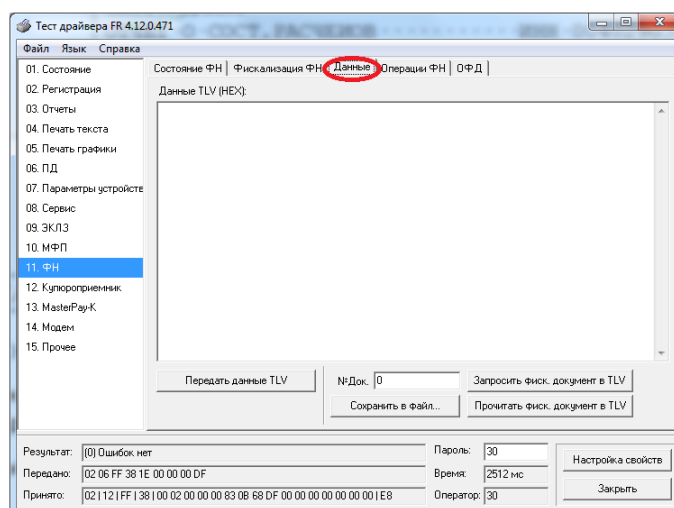 Тест драйвера FR 4.12.0.471
Файл Язык Справка
01. Состояние
02. Регистрация
03. Отчеты
04. Печать текста
05. Печать графики
06. ПД
07. Параметры устройств
08. Сервис
09. ЭКЛЗ
10. МФП
11. ФН
12. Купюроприемник
13. MasterPay-K
14. Модем
15. Прочее
Состояние ФН Фискализация ФН Данные Операции ФН ОФД
Данные TLV (HEX):
Передать данные TLV
№Док. 0
Запросить фиск. документ в TLV
Сохранить в файл...
Прочитать фиск. документ в TLV
Результат: (0) Ошибок нет
Пароль: 30
Настройка свойств
Передано: 02 06 FF 38 1E 00 00 00 DF
Время: 2512 мс
Принято: 02 | 12 | FF | 38 | 00 02 00 00 00 83 0B 68 DF 00 00 00 00 00 00 00 | E8
Оператор: 30
Закрыть